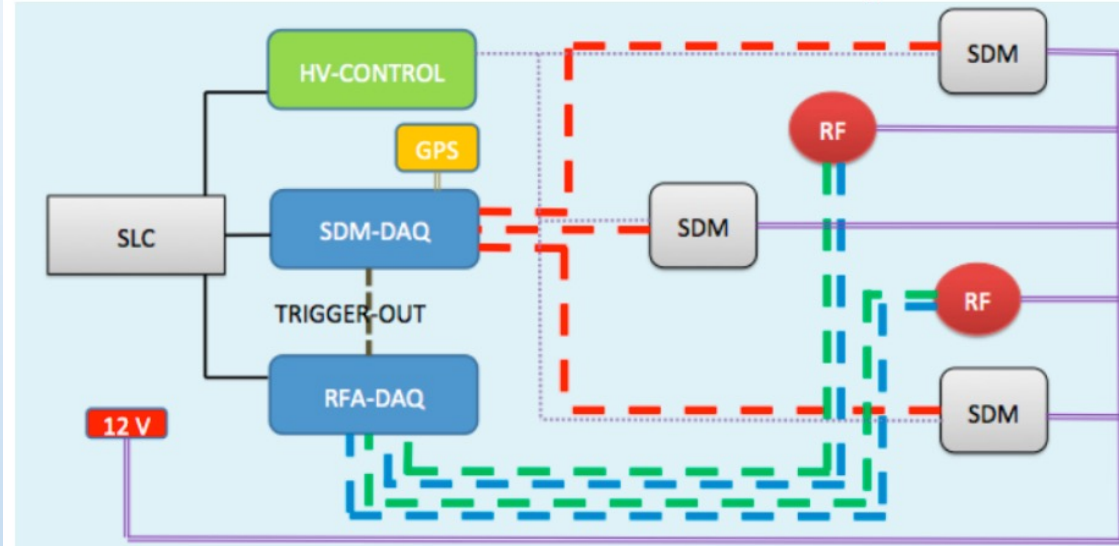 HV-CONTROL
SDM
RF
GPS
SLC
SDM-DAQ
SDM
TRIGGER-OUT
RF
RFA-DAQ
SDM
12 V